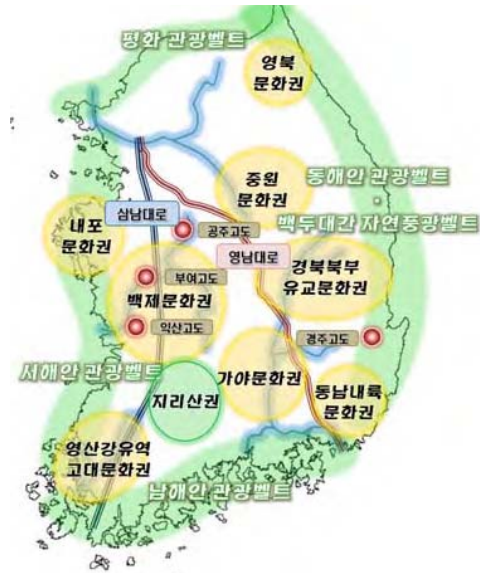 평화 관광벨트
영북
문화권
중원
문화권
동해안 관광벨트
·
백두대간 자연풍광벨트
삼남대로
공주고도
내포
문화권
영남대로
부여고도
백제문화권
경북북부
유교문화권
익산고도
경주고도
서해안 관광벨트
지리산권
가야문화권
동남내륙
문화권
영산강유역
고대문화권
남해안 관광벨트